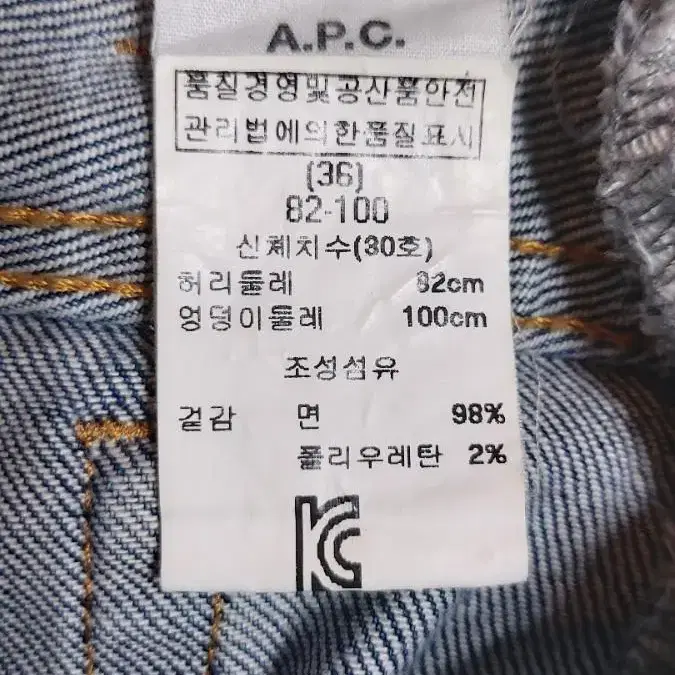 A.P.C.
품질경영및공산품안전
관리법에의한품질표시
(36)
82-100
신체치수(30호)
허리둘레 82cm
엉덩이둘레 100cm
조성섬유
겉감 면 98%
폴리우레탄 2%
KC